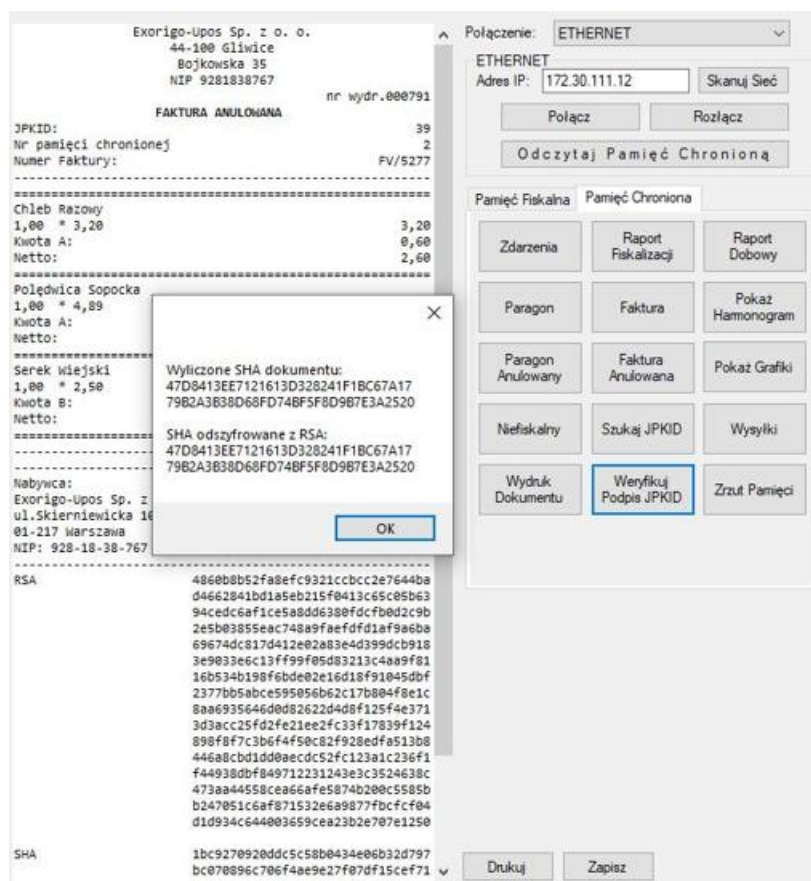 Exorigo-Upos Sp. z o. o.
44-100 Gliwice
Bojkowska 35
NIP 9281838767
nr wydr.000791
FAKTURA ANULOWANA
JPKID: 39
Nr pamięci chronionej 2
Numer Faktury: FV/5277
Chleb Razowy
1,00 * 3,20 3,20
Kwota A: 0,60
Netto: 2,60
Polędwica Sopocka
1,00 * 4,89
Kwota A:
Netto:
Serek Wiejski
1,00 * 2,50
Kwota B:
Netto:
Nabywca:
Exorigo-Upos Sp. z
ul.Skierniewicka 16
01-217 Warszawa
NIP: 928-18-38-767
RSA 4860b8b52fa8efc9321ccbcc2e7644ba
d4662841bd1a5eb215f0413c65c05b63
94cedc6af1ce5a8dd6380fdcfb0d2c9b
2e5b03855eac748a9faefdfd1af9a6ba
69674dc817d412e02a83e4d399dcb918
3e9033e6c13ff99f05d83213c4aa9f81
16b534b198f6bde02e16d18f91045dbf
2377bb5abce595056b62c17b804f8e1c
8aa6935646d0d82622d4d8f125f4e371
3d3acc25fd2fe21ee2fc33f17839f124
898f8f7c3b6f4f50c82f928edfa513b8
446a8cbd1dd0aecdc52fc123a1c236f1
f44938dbf849712231243e3c3524638c
473aa44558cea66afe5874b200c5585b
b247051c6af871532e6a9877fbcfcf04
d1d934c644003659cea23b2e707e1250
SHA 1bc9270920ddc5c58b0434e06b32d797
bc070896c706f4ae9e27f07df15cef71
Wyliczone SHA dokumentu:
47D8413EE7121613D328241F1BC67A17
79B2A3B38D68FD74BF5F8D9B7E3A2520
SHA odszyfrowane z RSA:
47D8413EE7121613D328241F1BC67A17
79B2A3B38D68FD74BF5F8D9B7E3A2520
OK
Połączenie: ETHERNET
ETHERNET
Adres IP: 172.30.111.12 Skanuj Sieć
Połącz Rozłącz
Odczytaj Pamięć Chronioną
Pamięć Fiskalna Pamięć Chroniona
Zdarzenia
Raport
Fiskalizacji
Raport
Dobowy
Paragon
Faktura
Pokaż
Harmonogram
Paragon
Anulowany
Faktura
Anulowana
Pokaż Grafiki
Niefiskalny
Szukaj JPKID
Wysyłki
Wydruk
Dokumentu
Weryfikuj
Podpis JPKID
Zrzut Pamięci
Drukuj Zapisz